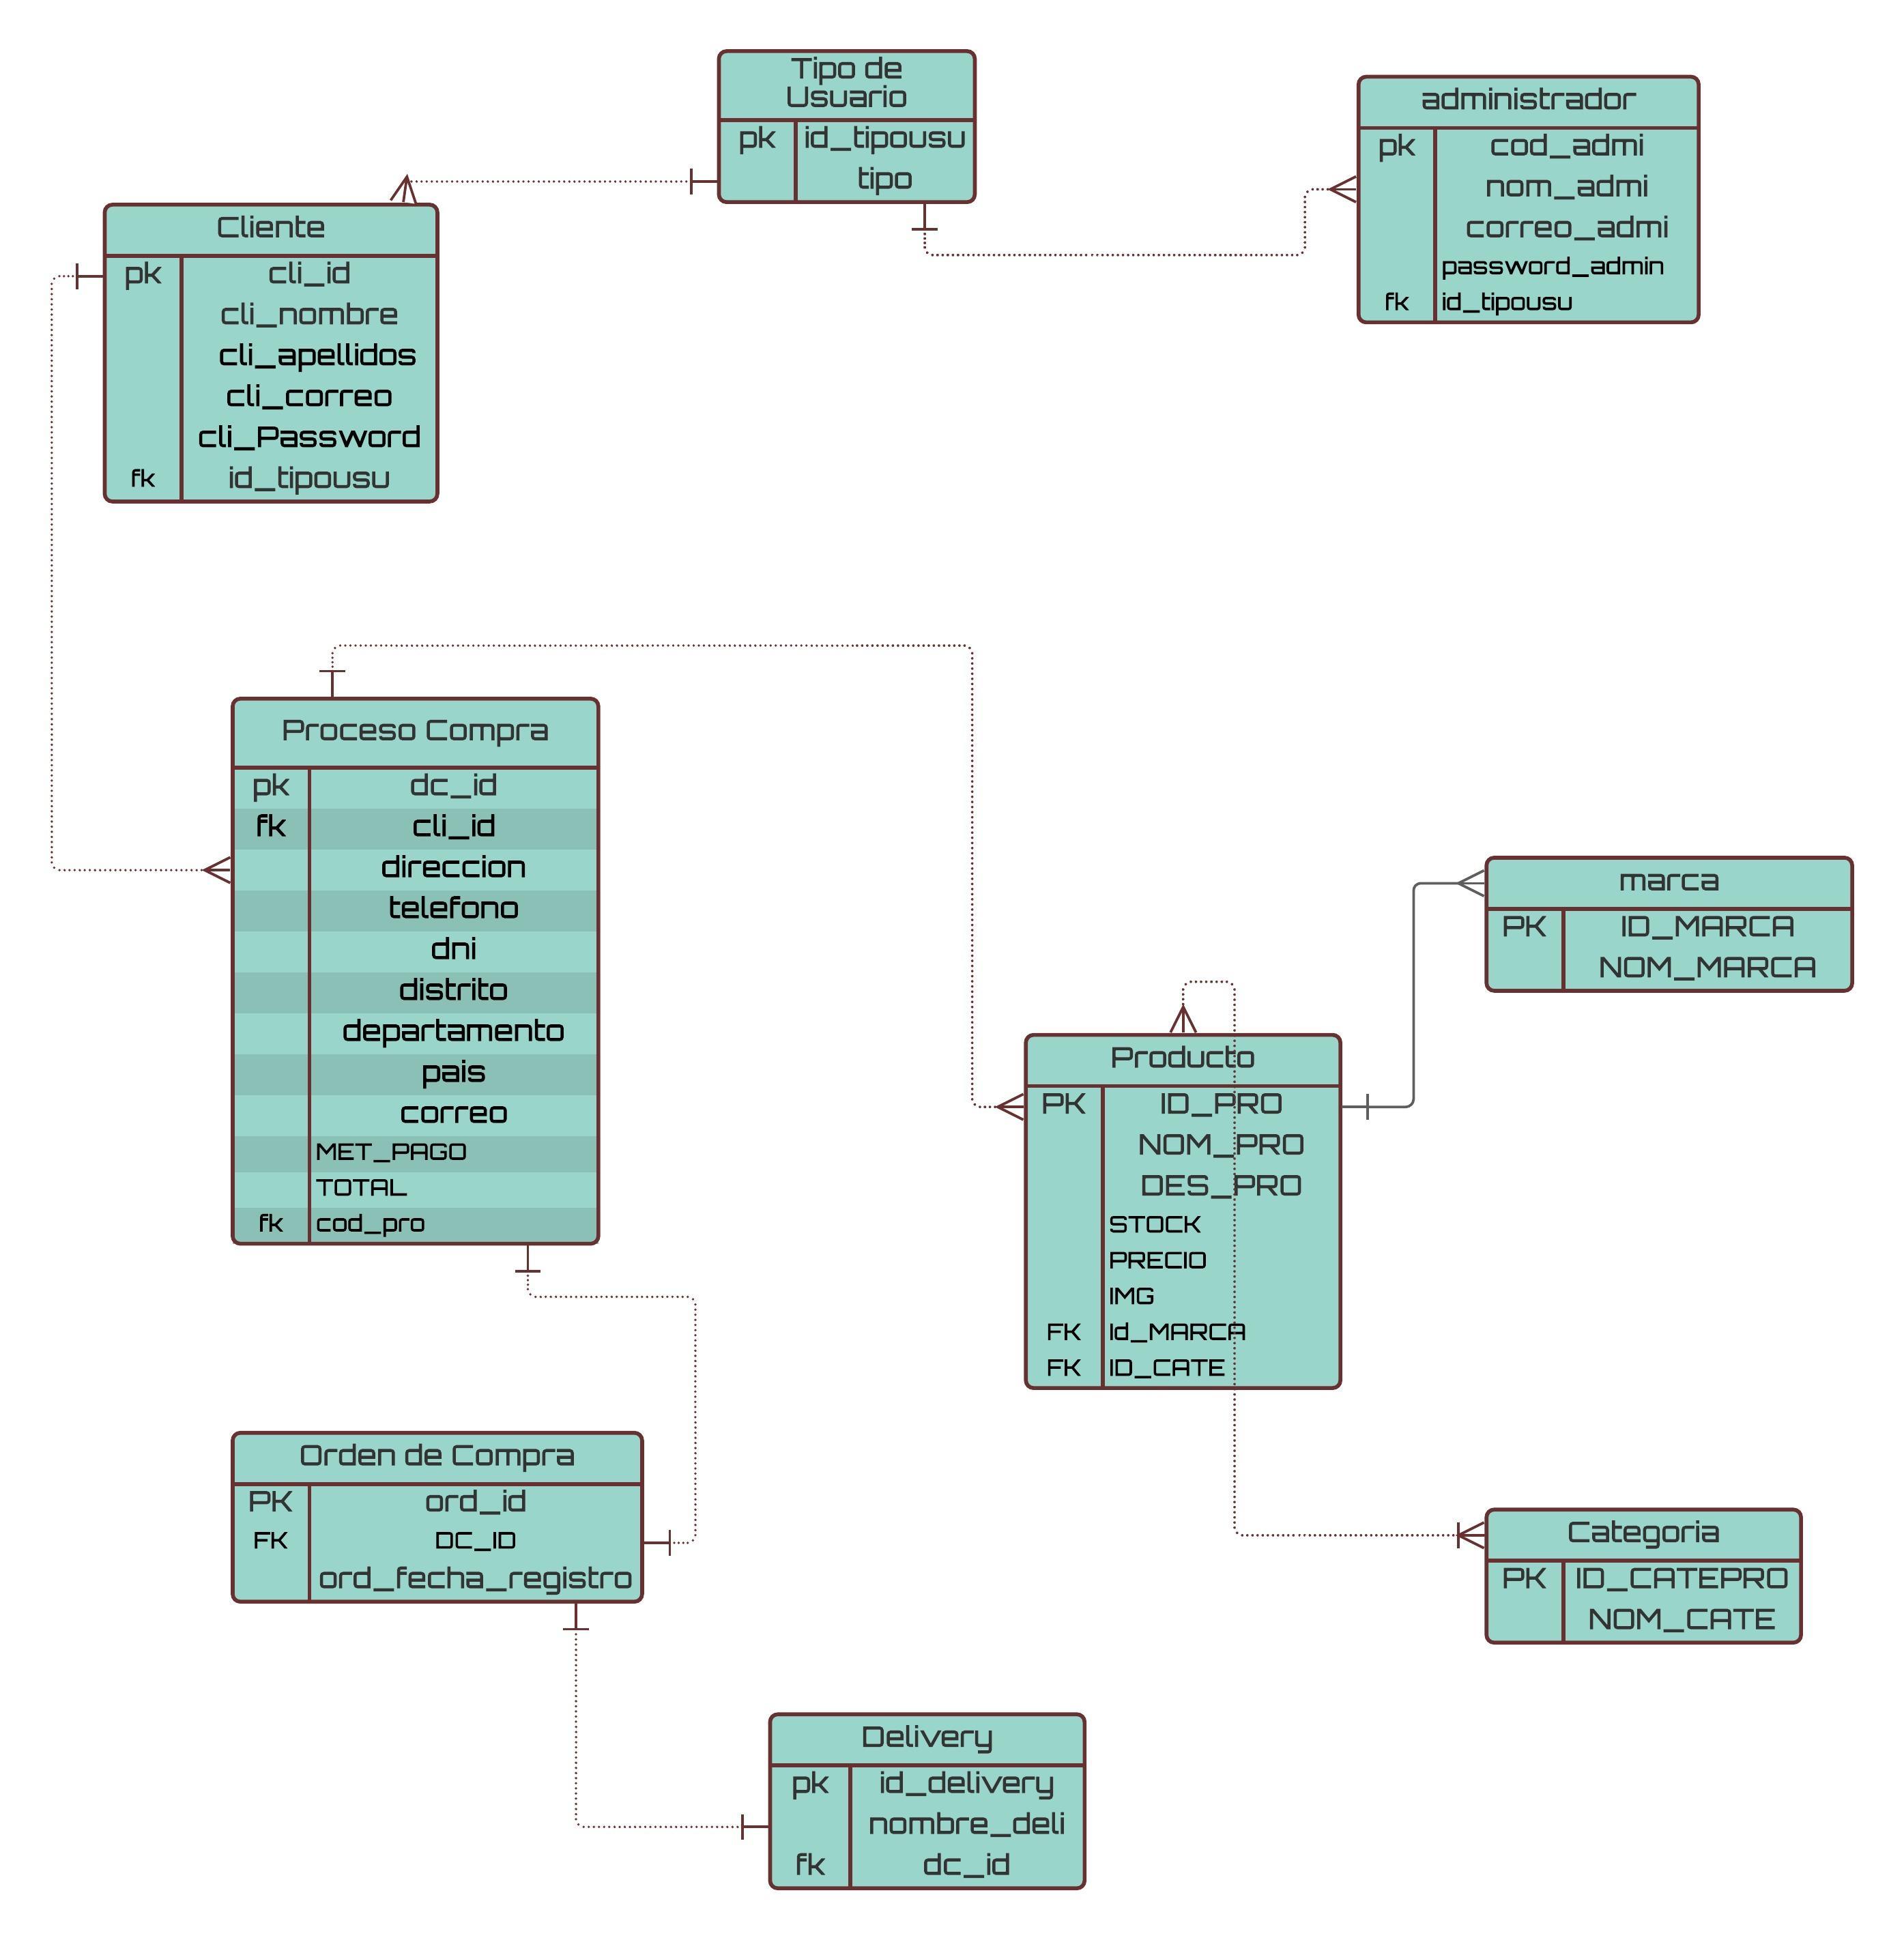 Tipo de
Usuario
pk id_tipousu
tipo
administrador
pk cod_admi
nom_admi
correo_admi
password_admin
fk id_tipousu
Cliente
pk cli_id
cli_nombre
cli_apellidos
cli_correo
cli_Password
fk id_tipousu
Proceso Compra
pk dc_id
fk cli_id
direccion
telefono
dni
distrito
departamento
pais
correo
MET_PAGO
TOTAL
fk cod_pro
marca
PK ID_MARCA
NOM_MARCA
Producto
PK ID_PRO
NOM_PRO
DES_PRO
STOCK
PRECIO
IMG
FK Id_MARCA
FK ID_CATE
Orden de Compra
PK ord_id
FK DC_ID
ord_fecha_registro
Categoria
PK ID_CATEPRO
NOM_CATE
Delivery
pk id_delivery
nombre_deli
fk dc_id